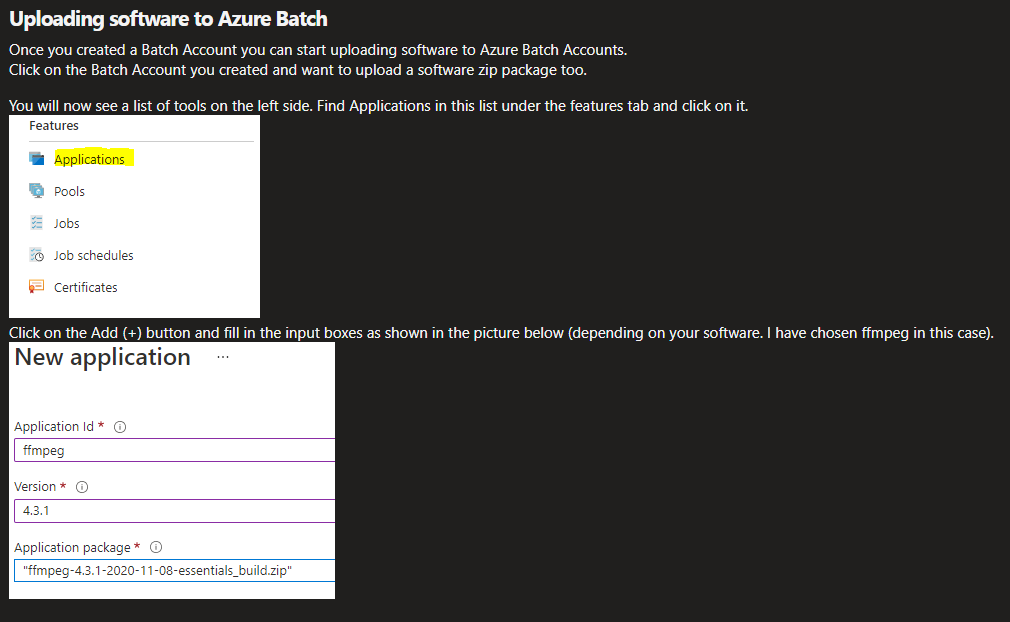 Uploading software to Azure Batch
Once you created a Batch Account you can start uploading software to Azure Batch Accounts.
Click on the Batch Account you created and want to upload a software zip package too.
You will now see a list of tools on the left side. Find Applications in this list under the features tab and click on it.
Features
Applications
Pools
Jobs
Job schedules
Certificates
Click on the Add (+) button and fill in the input boxes as shown in the picture below (depending on your software. I have chosen ffmpeg in this case).
New application ...
Application Id *
ffmpeg
Version *
4.3.1
Application package *
"ffmpeg-4.3.1-2020-11-08-essentials_build.zip"